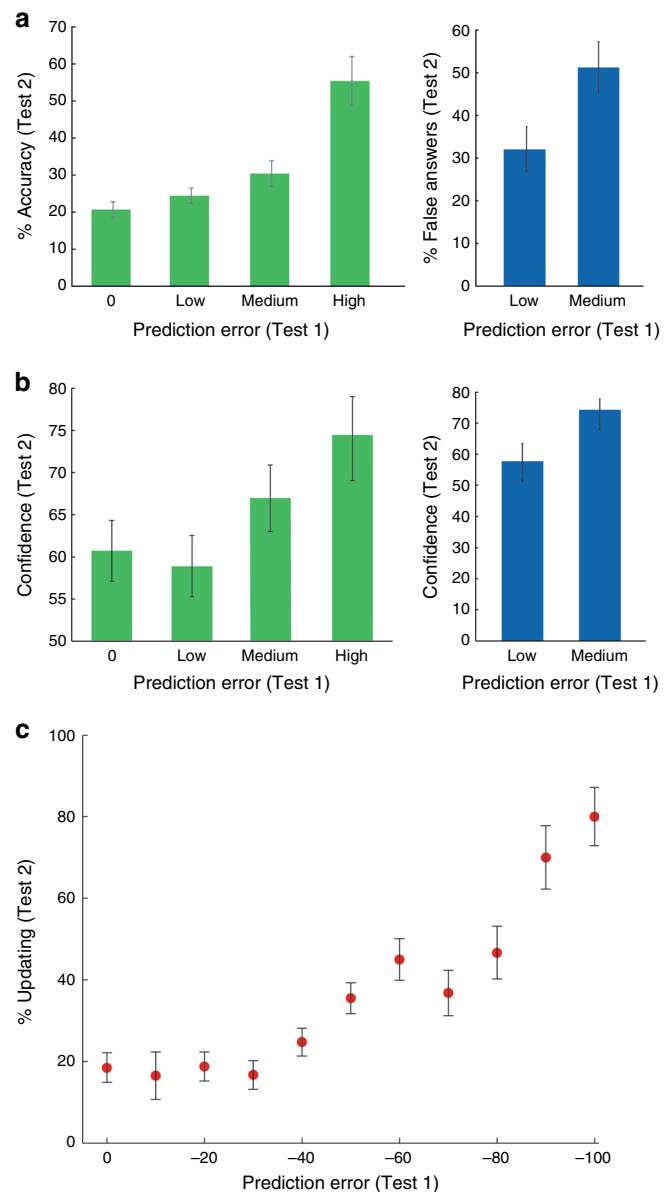 a
% Accuracy (Test 2)
70
60
50
40
30
20
10
0
0 Low Medium High
Prediction error (Test 1)
% False answers (Test 2)
60
50
40
30
60
10
0
Low Medium
Prediction error (Test 1)
b
Confidence (Test 2)
80
75
70
65
60
55
50
0 Low Medium High
Prediction error (Test 1)
Confidence (Test 2)
80
70
60
50
40
30
20
10
0
Low Medium
Prediction error (Test 1)
c
% Updating (Test 2)
100
80
60
40
20
0
0 –20 –40 –60 –80 –100
Prediction error (Test 1)